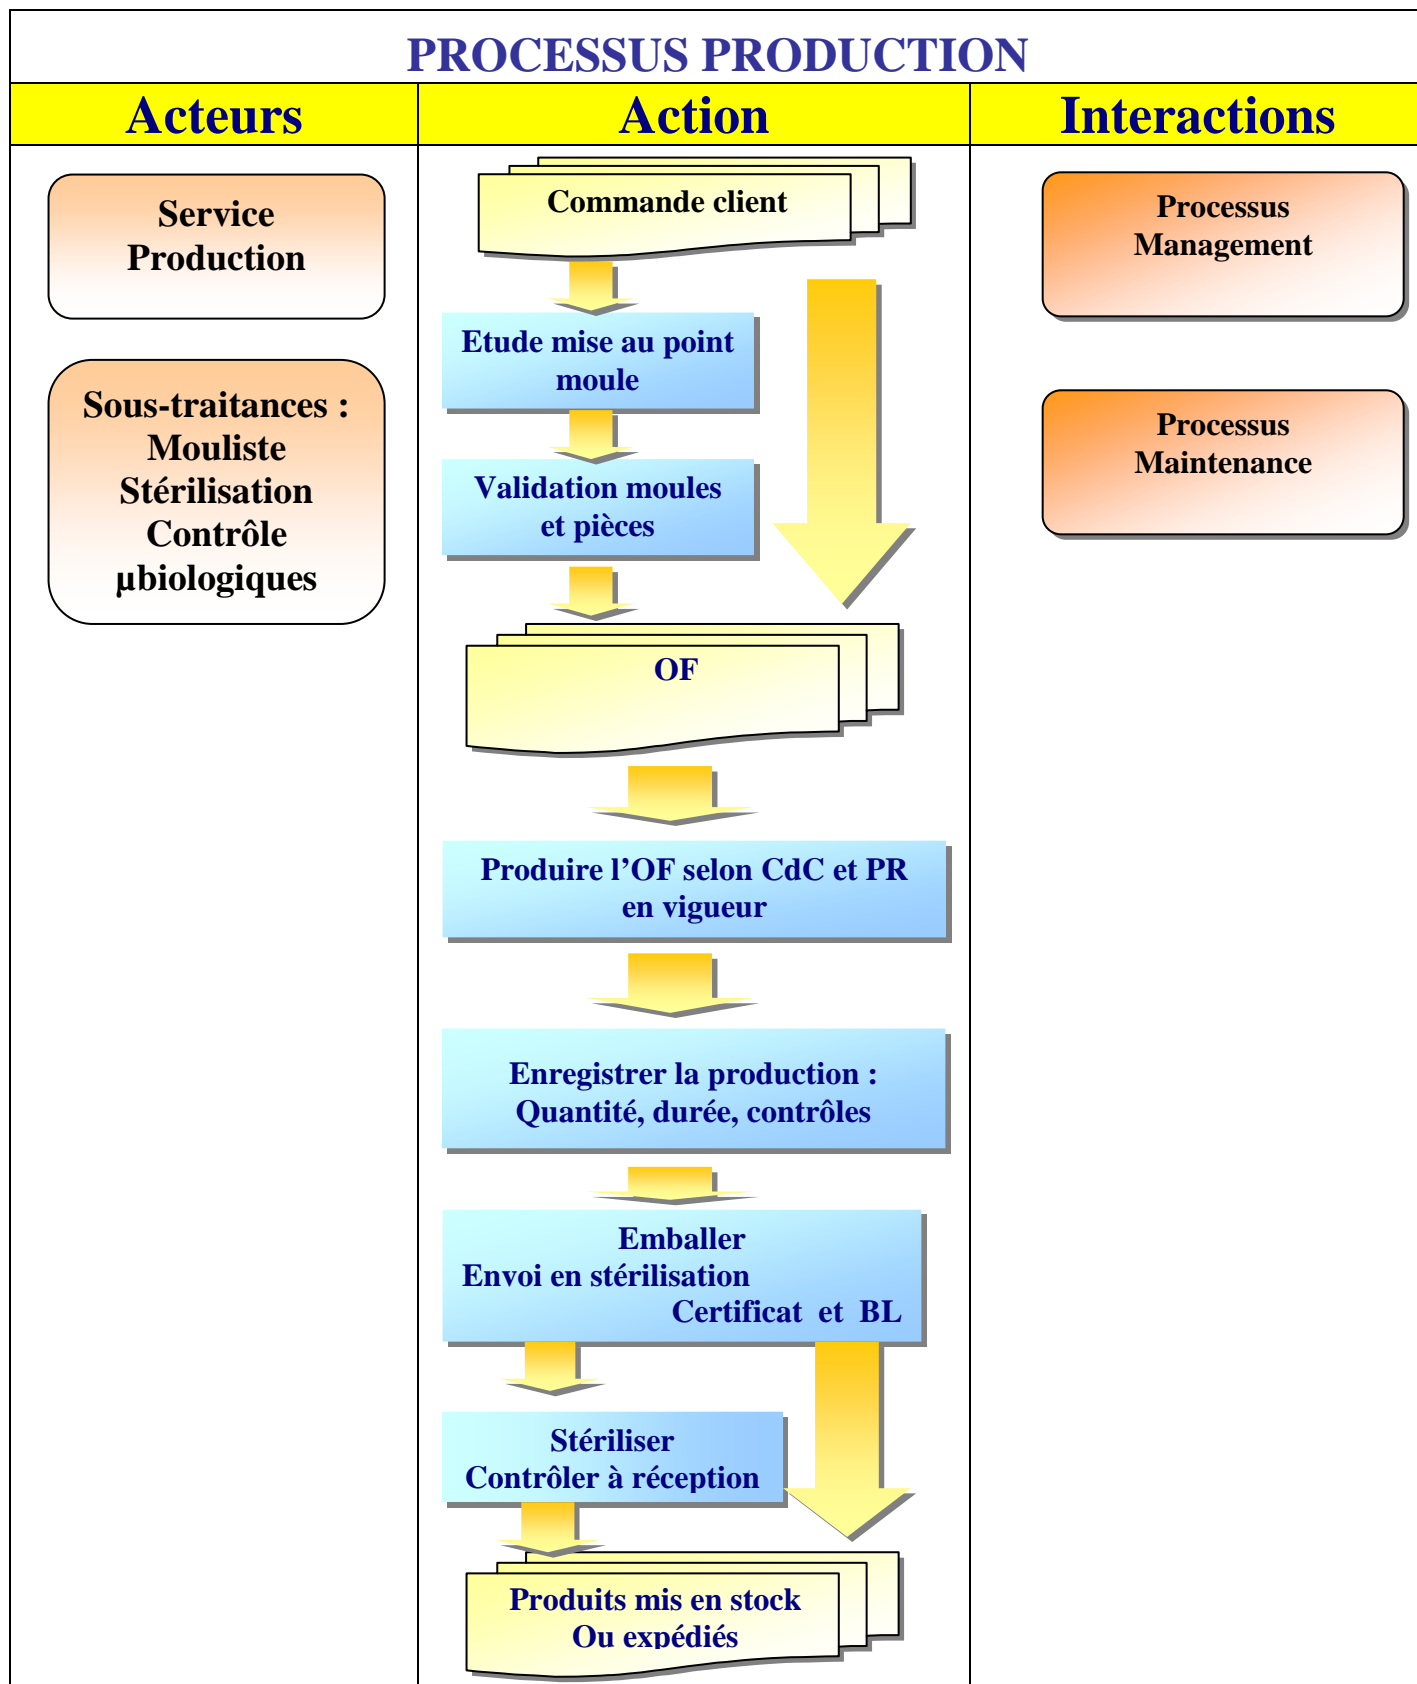 PROCESSUS PRODUCTION
Acteurs
Action
Interactions
Service
Production
Sous-traitances :
Mouliste
Stérilisation
Contrôle
µbiologiques
Commande client
Etude mise au point
moule
Validation moules
et pièces
OF
Produire l’OF selon CdC et PR
en vigueur
Enregistrer la production :
Quantité, durée, contrôles
Emballer
Envoi en stérilisation
Certificat et BL
Stériliser
Contrôler à réception
Produits mis en stock
Ou expédiés
Processus
Management
Processus
Maintenance